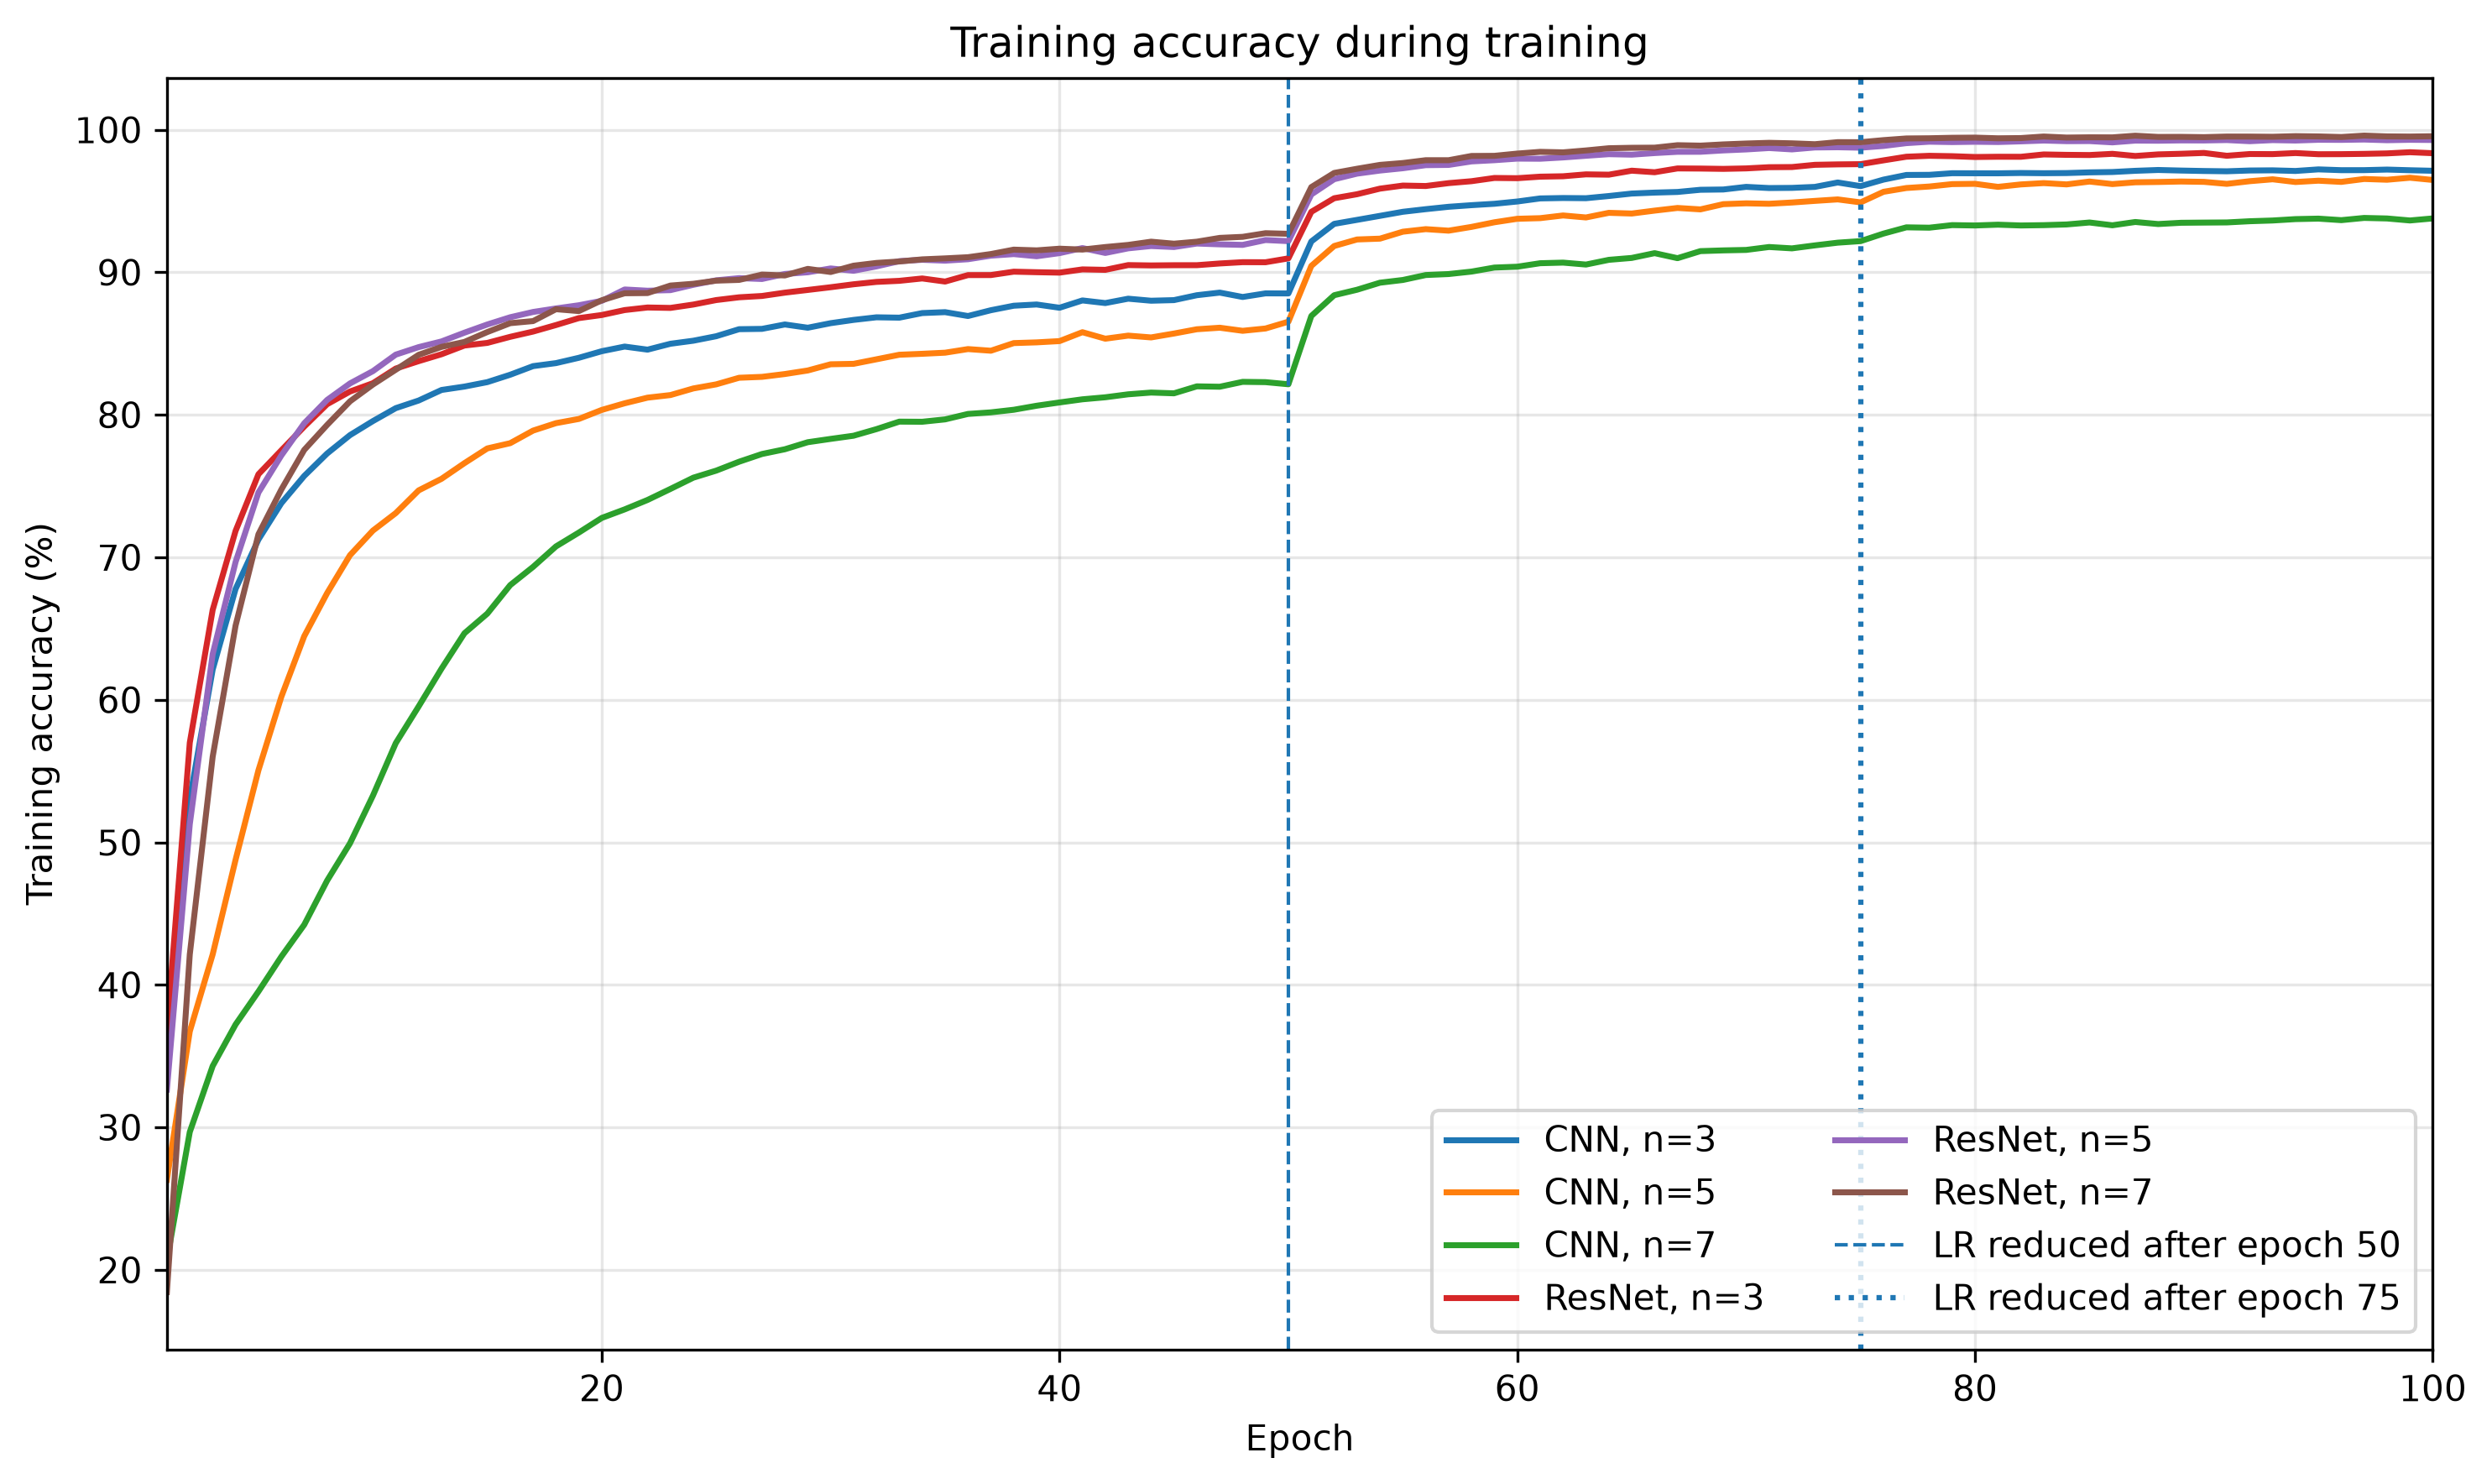 Training accuracy during training
100
90
80
70
60
50
40
30
20
Training accuracy (%)
CNN, n=3
CNN, n=5
CNN, n=7
ResNet, n=3
ResNet, n=5
ResNet, n=7
LR reduced after epoch 50
LR reduced after epoch 75
20 40 60 80 100
Epoch